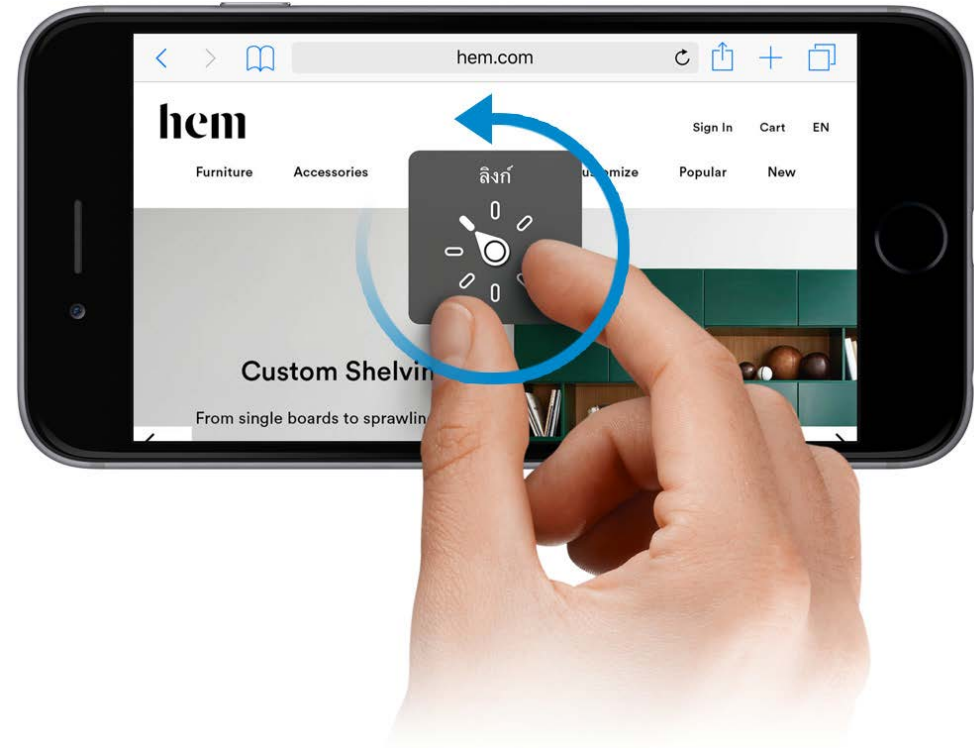 hem.com
hem
Sign In Cart EN
Furniture Accessories ustomize Popular New
ลิงก์
Custom Shelvin
From single boards to sprawlin